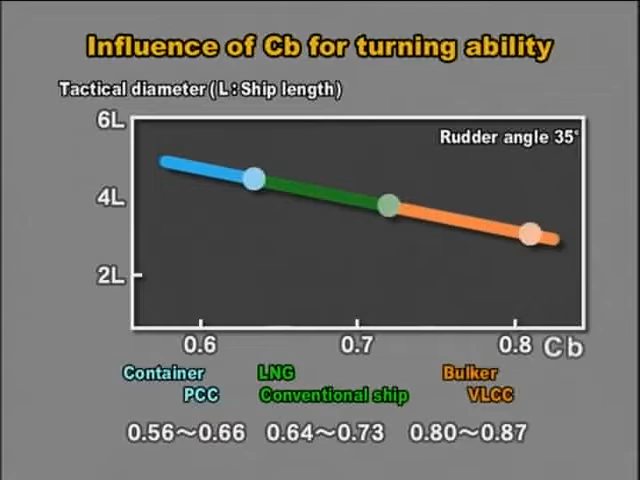 Influence of Cb for turning ability
Tactical diameter (L:Ship length)
6L
Rudder angle 35°
4L
2L
0.6 0.7 0.8 Cb
Container LNG Bulker
PCC Conventional ship VLCC
0.56〜0.66 0.64〜0.73 0.80〜0.87